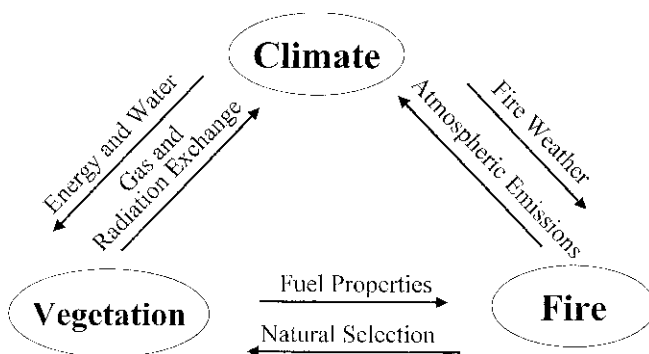 Climate
Energy and Water
Gas and
Radiation Exchange
Fire Weather
Atmospheric Emissions
Vegetation
Fuel Properties
Natural Selection
Fire